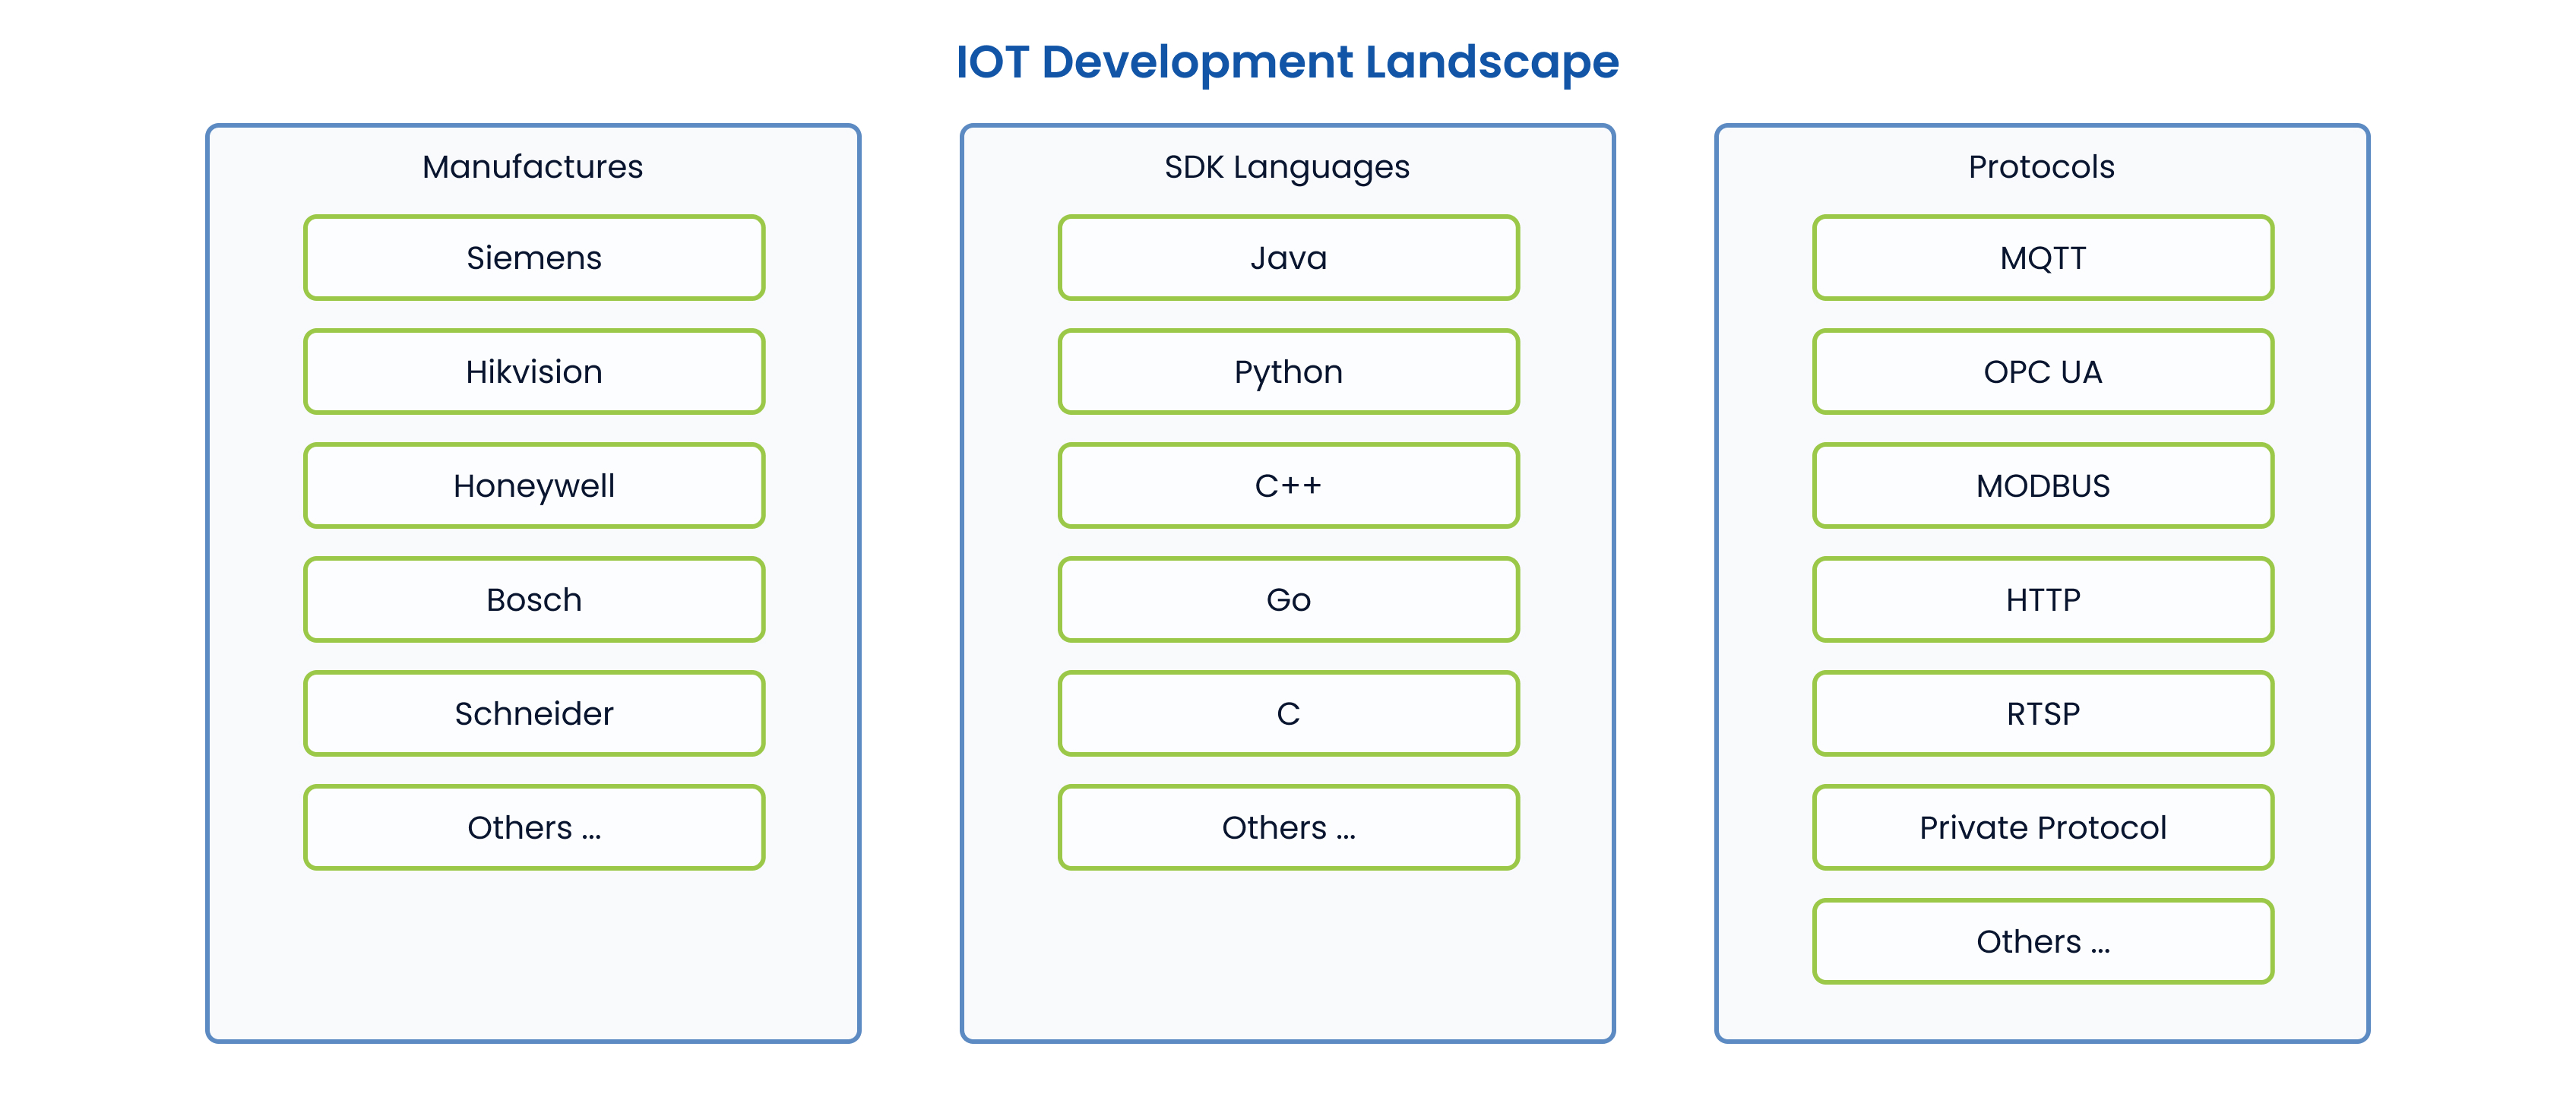 IOT Development Landscape
Manufactures
Siemens
Hikvision
Honeywell
Bosch
Schneider
Others ...
SDK Languages
Java
Python
C++
Go
C
Others ...
Protocols
MQTT
OPC UA
MODBUS
HTTP
RTSP
Private Protocol
Others ...